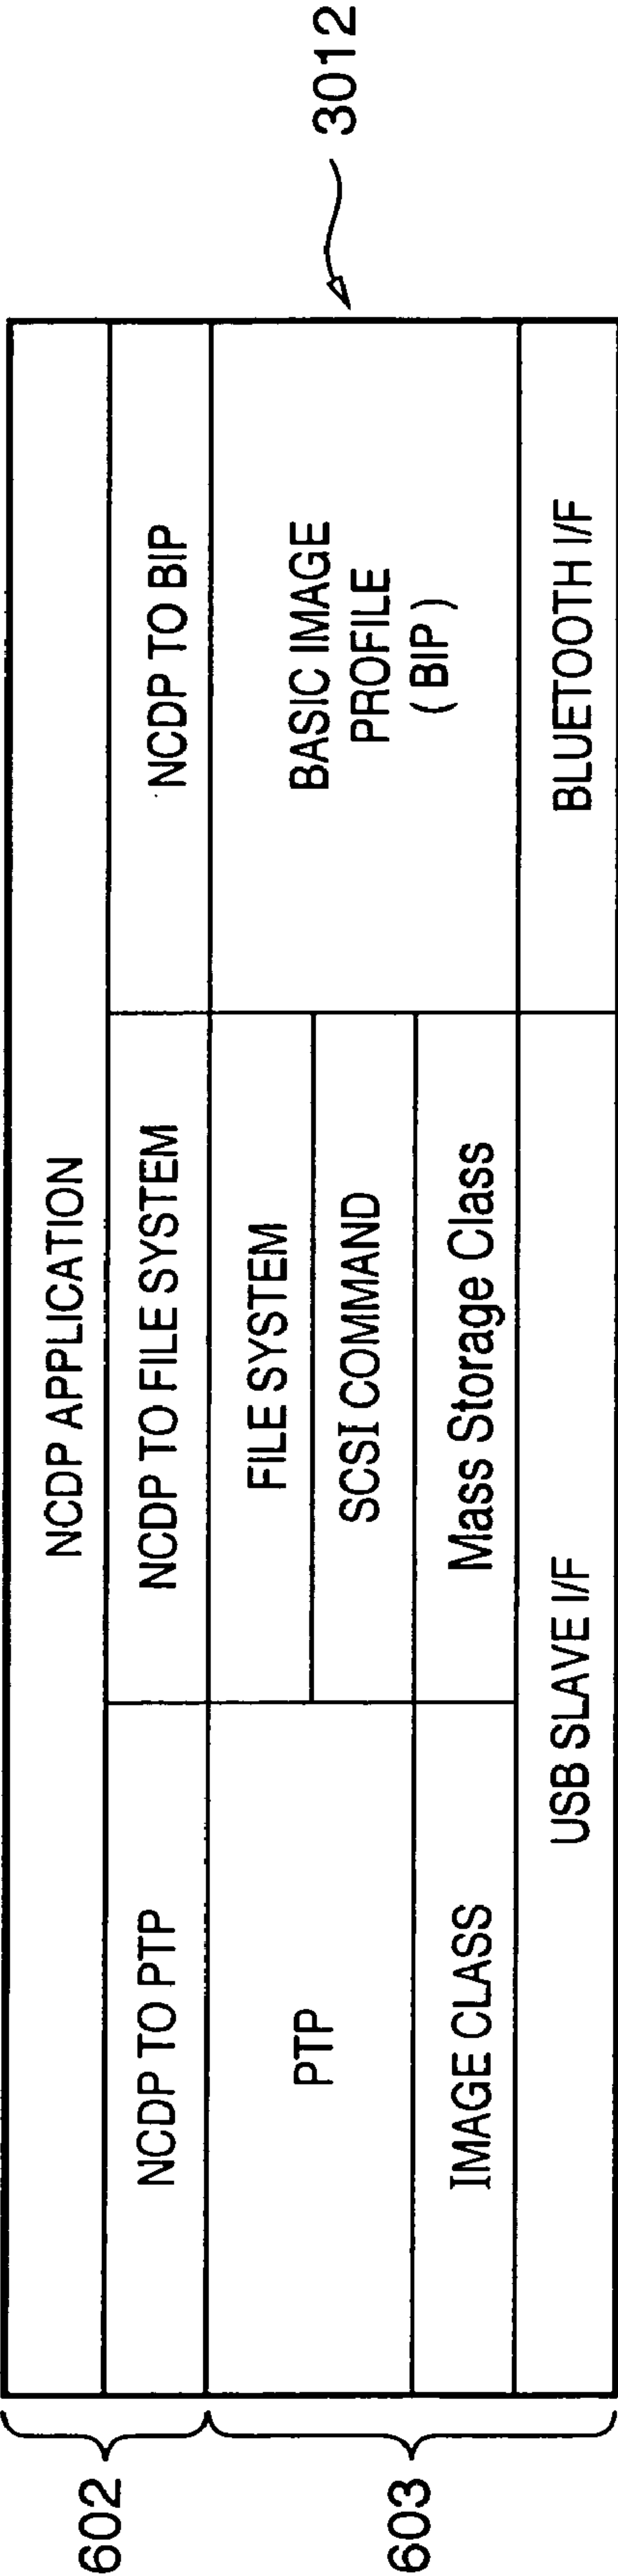 3012
602
NCDP APPLICATION
NCDP TO PTP
NCDP TO FILE SYSTEM
NCDP TO BIP
603
PTP
FILE SYSTEM
SCSI COMMAND
BASIC IMAGE
PROFILE
( BIP )
IMAGE CLASS
Mass Storage Class
USB SLAVE I/F
BLUETOOTH I/F